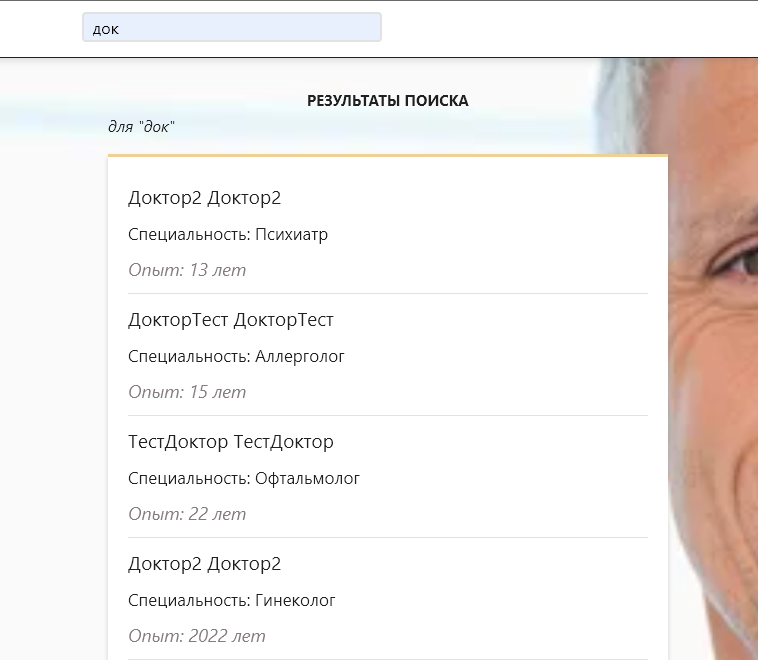 док
РЕЗУЛЬТАТЫ ПОИСКА
для "док"
Доктор2 Доктор2
Специальность: Психиатр
Опыт: 13 лет
ДокторТест ДокторТест
Специальность: Аллерголог
Опыт: 15 лет
ТестДоктор ТестДоктор
Специальность: Офтальмолог
Опыт: 22 лет
Доктор2 Доктор2
Специальность: Гинеколог
Опыт: 2022 лет